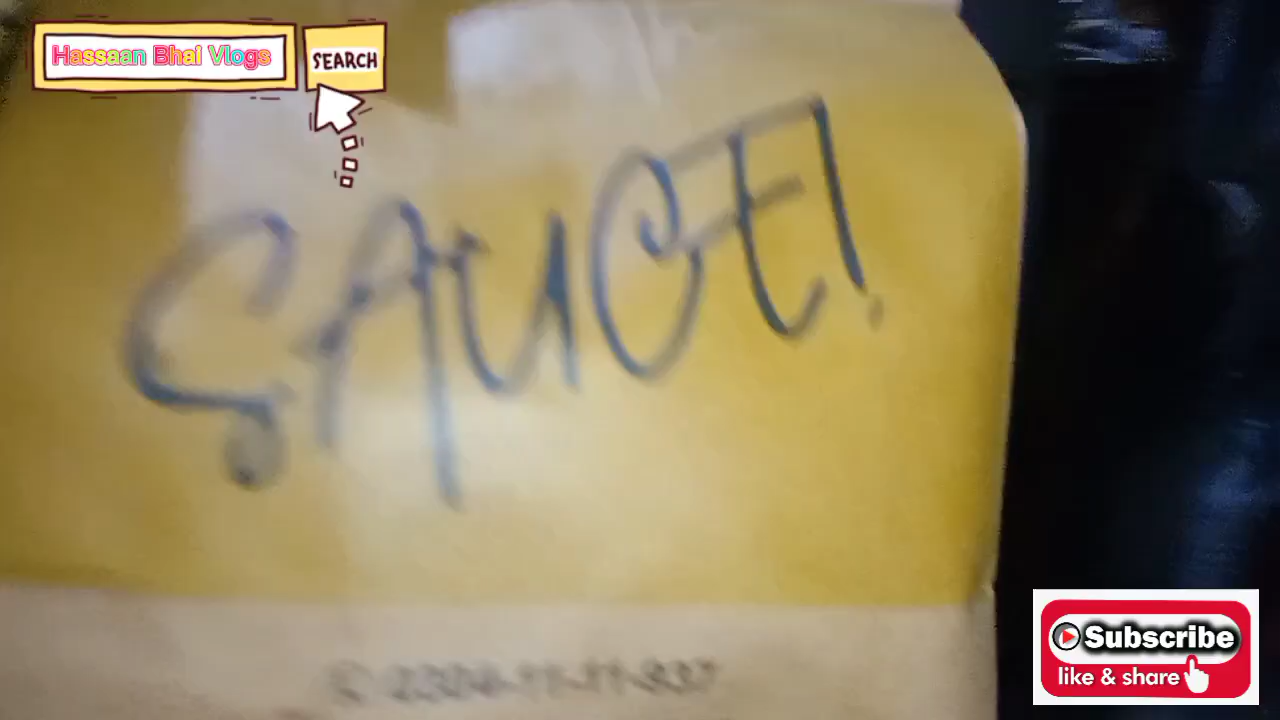 Hassaan Bhai Vlogs
SEARCH
SAUCE!
Subscribe
like & share